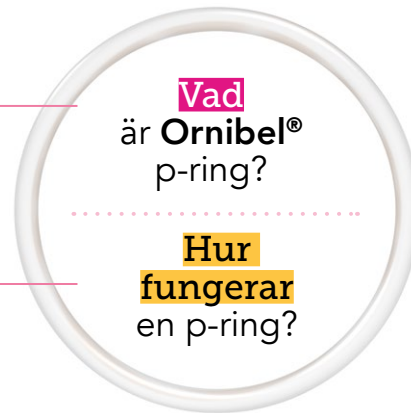 Vad
är Ornibel®
p-ring?
Hur
fungerar
en p-ring?